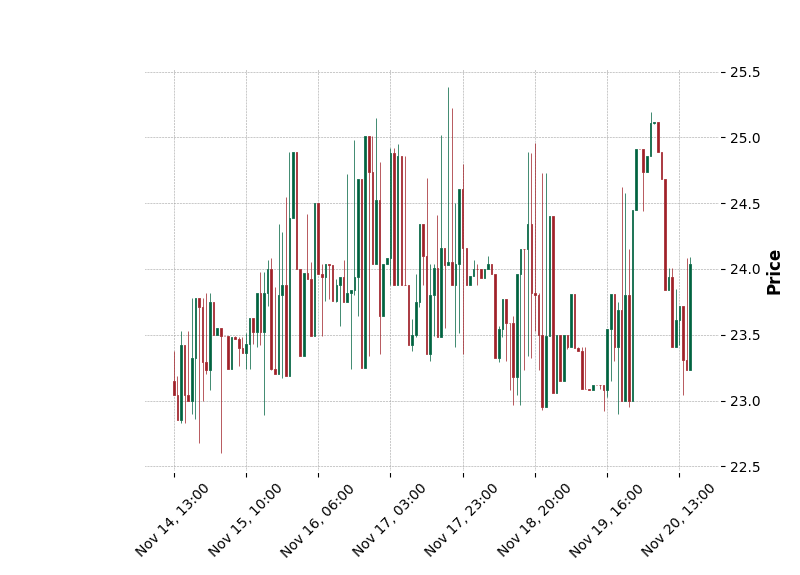 25.5
25.0
24.5
24.0
23.5
23.0
22.5
Price
Nov 14, 13:00
Nov 15, 10:00
Nov 16, 06:00
Nov 17, 03:00
Nov 17, 23:00
Nov 18, 20:00
Nov 19, 16:00
Nov 20, 13:00